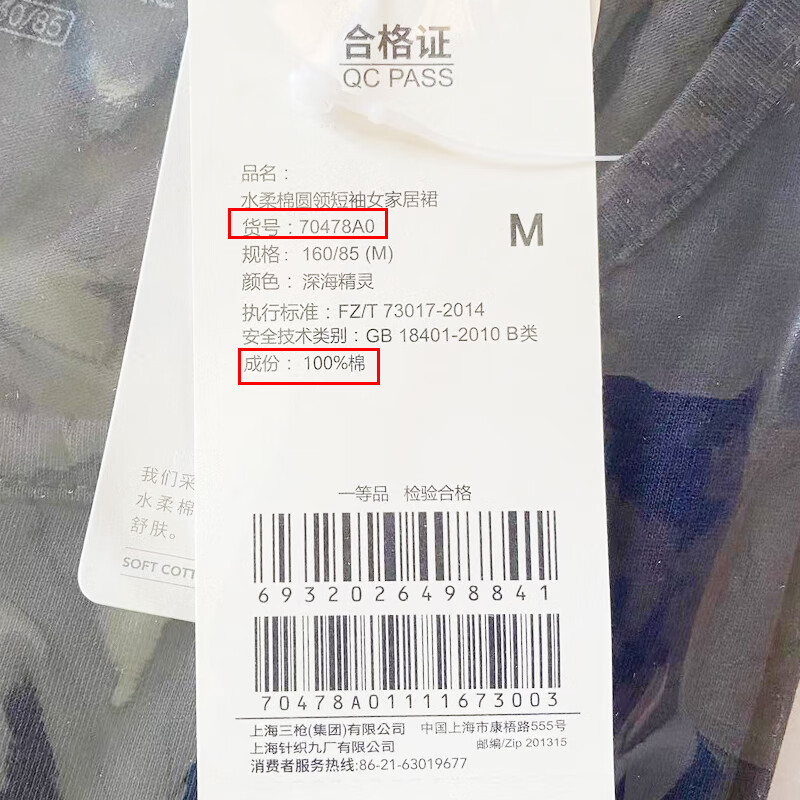 60/85
合格证
QC PASS
品名：
水柔棉圆领短袖女家居裙
货号：70478A0
规格：160/85 (M)
M
颜色：深海精灵
执行标准：FZ/T 73017-2014
安全技术类别：GB 18401-2010 B类
成份：100%棉
我们采
水柔棉
舒肤。
SOFT COTT
一等品 检验合格
6932026498841
70478A01111673003
上海三枪(集团)有限公司 中国上海市康梧路555号
上海针织九厂有限公司 邮编/Zip 201315
消费者服务热线:86-21-63019677